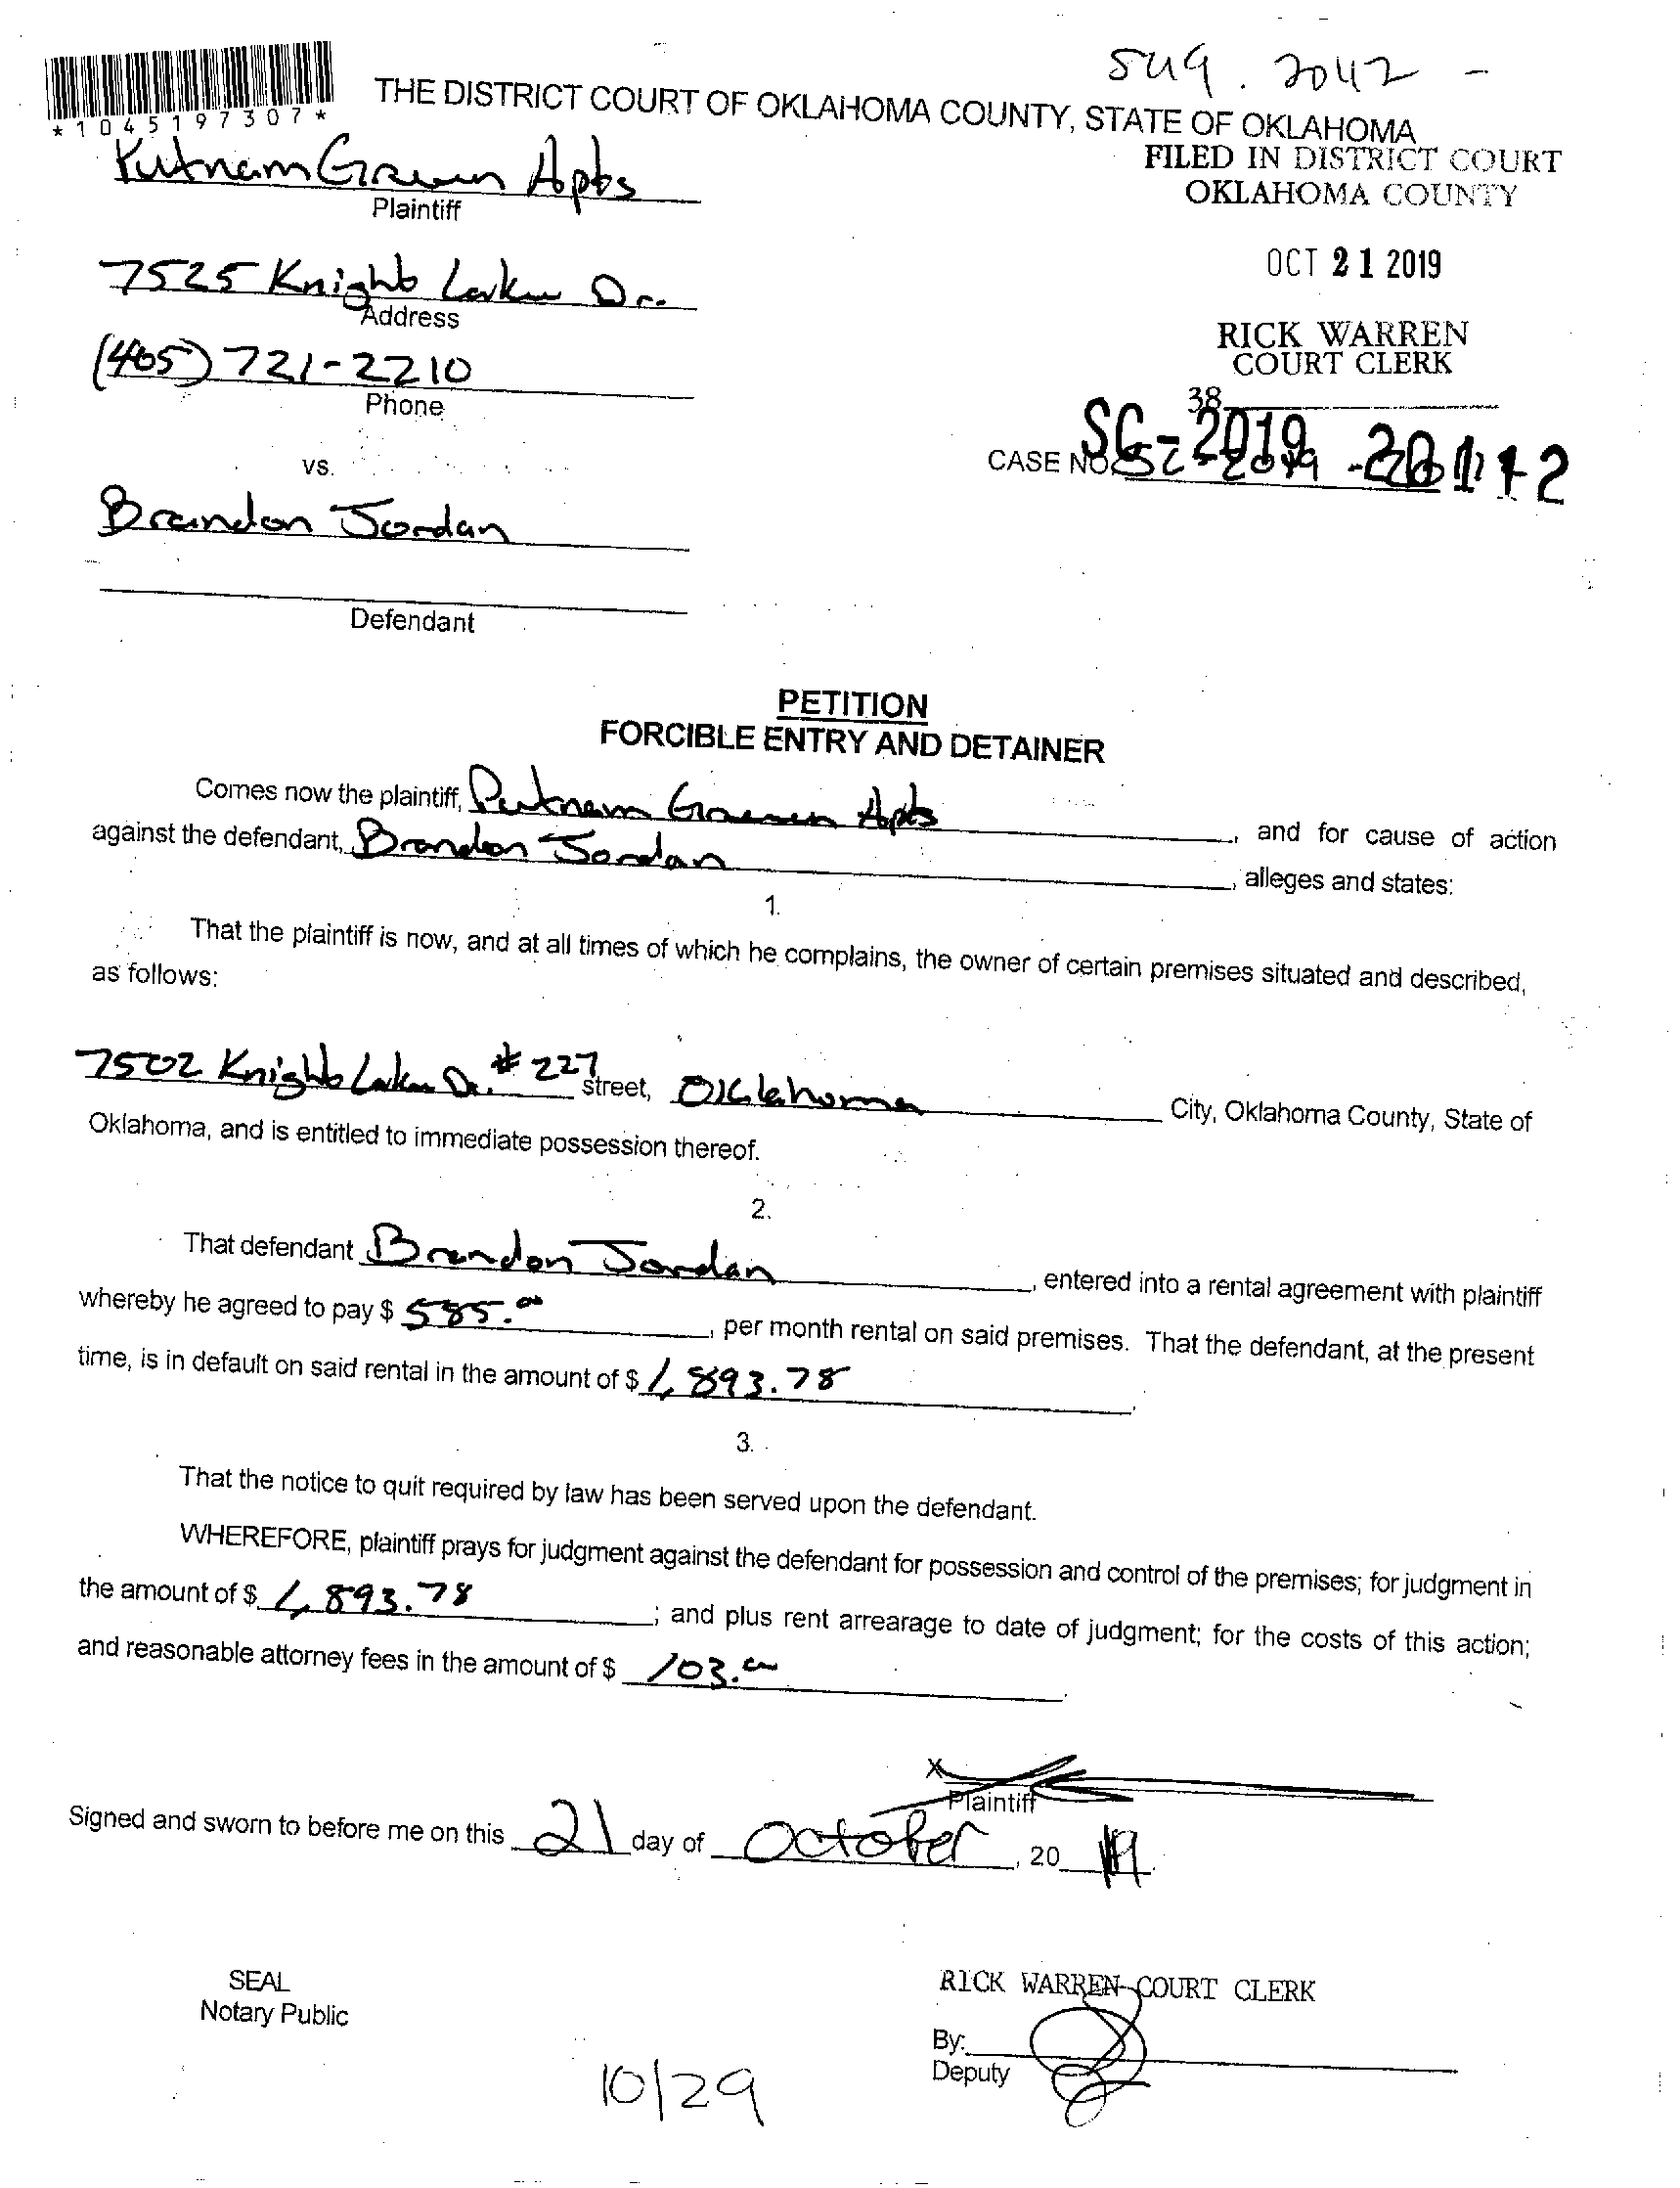 549.2042 -
*1045197307*
THE DISTRICT COURT OF OKLAHOMA COUNTY, STATE OF OKLAHOMA
FILED IN DISTRICT COURT
OKLAHOMA COUNTY
Putnam Green Apts
Plaintiff
OCT 21 2019
7525 Knight Lake Dr.
Address
RICK WARREN
COURT CLERK
(405) 721-2210
Phone
38
CASE NO. SC-2019-
vs.
Brandon Jordan
Defendant
PETITION
FORCIBLE ENTRY AND DETAINER
Comes now the plaintiff, Putnam Green Apts
against the defendant, Brandon Jordan, and for cause of action
, alleges and states:
1.
That the plaintiff is now, and at all times of which he complains, the owner of certain premises situated and described,
as follows:
7502 Knight Lake Dr. # 227 street, Oklahoma City, Oklahoma County, State of
Oklahoma, and is entitled to immediate possession thereof.
2.
That defendant Brandon Jordan, entered into a rental agreement with plaintiff
whereby he agreed to pay $ 585.00, per month rental on said premises. That the defendant, at the present
time, is in default on said rental in the amount of $ 1,893.78.
3.
That the notice to quit required by law has been served upon the defendant.
WHEREFORE, plaintiff prays for judgment against the defendant for possession and control of the premises; for judgment in
the amount of $ 1,893.78; and plus rent arrearage to date of judgment; for the costs of this action;
and reasonable attorney fees in the amount of $ 103.00.
X
Plaintiff
Signed and sworn to before me on this 21 day of October, 20 19.
SEAL
Notary Public
RICK WARREN COURT CLERK
By:
Deputy
10/29